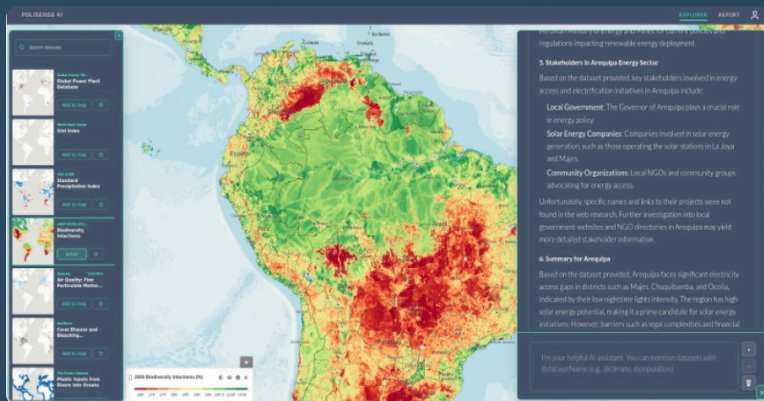 POLISENSE AI
EXPLORER
REPORT
Search datasets
Global Power Plant
Database
Add to map
Gini Index
Add to map
Standard
Precipitation Index
Add to map
Biodiversity
Intactness
Active
Air Quality: Fine
Particulate Matter...
Add to map
Coral Disease and
Bleaching...
Add to map
Plastic Inputs from
Rivers into Oceans
Ecuador
2005 Biodiversity Intactness (%)
regulations impacting renewable energy deployment.
5. Stakeholders in Arequipa Energy Sector
Based on the dataset provided, key stakeholders involved in energy
access and electrification initiatives in Arequipa include:
Local Government: The Governor of Arequipa plays a crucial role
in energy policy.
Solar Energy Companies: Companies involved in solar energy
generation, such as those operating the solar stations in La Joya
and Majes.
Community Organizations: Local NGOs and community groups
advocating for energy access.
Unfortunately, specific names and links to their projects were not
found in the web research. Further investigation into local
government websites and NGO directories in Arequipa may yield
more detailed stakeholder information.
6. Summary for Arequipa
Based on the dataset provided, Arequipa faces significant electricity
access gaps in districts such as Majes, Chuquibamba, and Ocoña,
indicated by their low nighttime lights intensity. The region has high
solar energy potential, making it a prime candidate for solar energy
initiatives. However, barriers such as legal complexities and financial
I'm your helpful AI assistant. You can mention datasets with
@datasetName (e.g., @climate, @population).